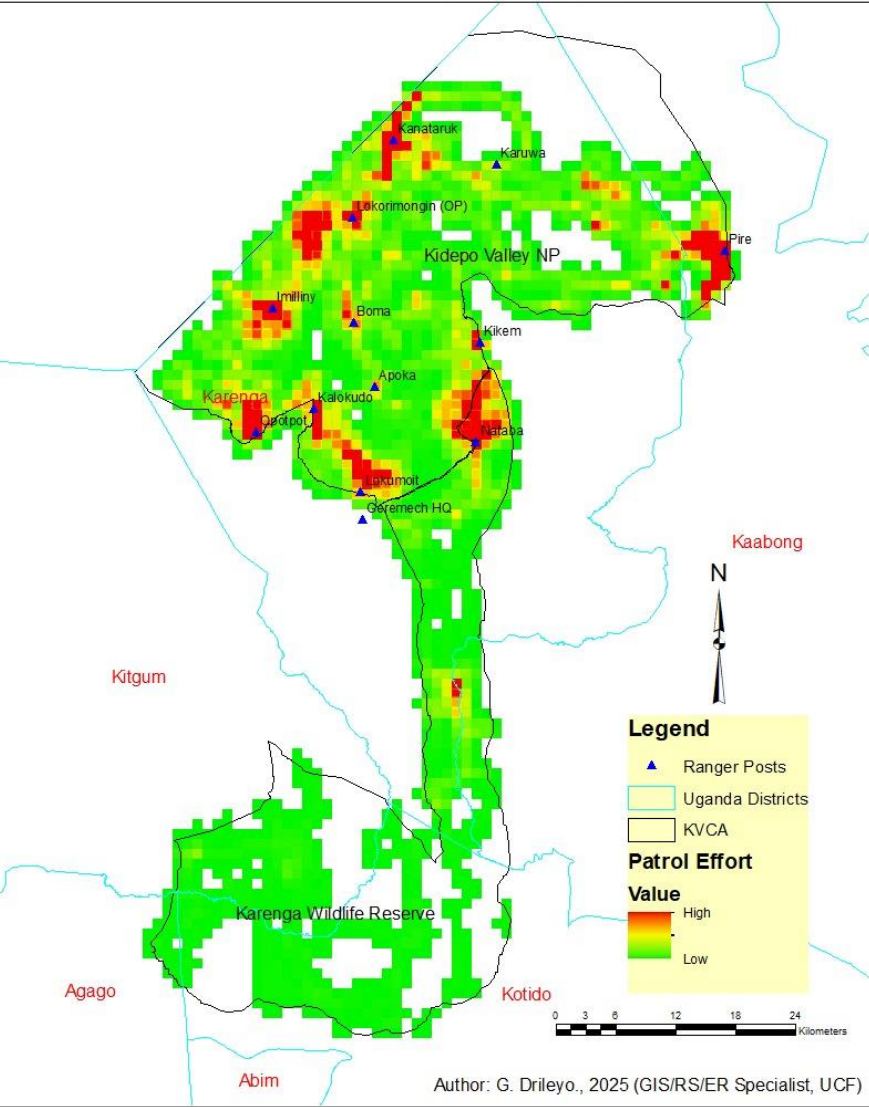 Kanataruk
Karuwa
Lokorimongin (OP)
Pire
Kidepo Valley NP
Imilliny
Boma
Kikem
Apoka
Karenga
Kalokudo
Opotpot
Nataba
Lokumoit
Geremech HQ
Kaabong
N
Kitgum
Legend
Ranger Posts
Uganda Districts
KVCA
Patrol Effort
Value
High
Low
Karenga Wildlife Reserve
Agago
Kotido
0 3 6 12 18 24
Kilometers
Abim
Author: G. Drileyo., 2025 (GIS/RS/ER Specialist, UCF)